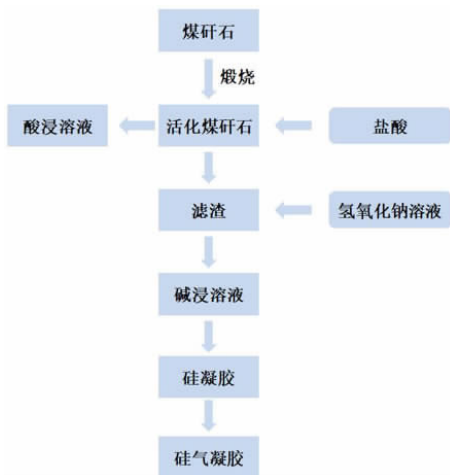 煤矸石
煅烧
酸浸溶液
活化煤矸石
盐酸
滤渣
氢氧化钠溶液
碱浸溶液
硅凝胶
硅气凝胶